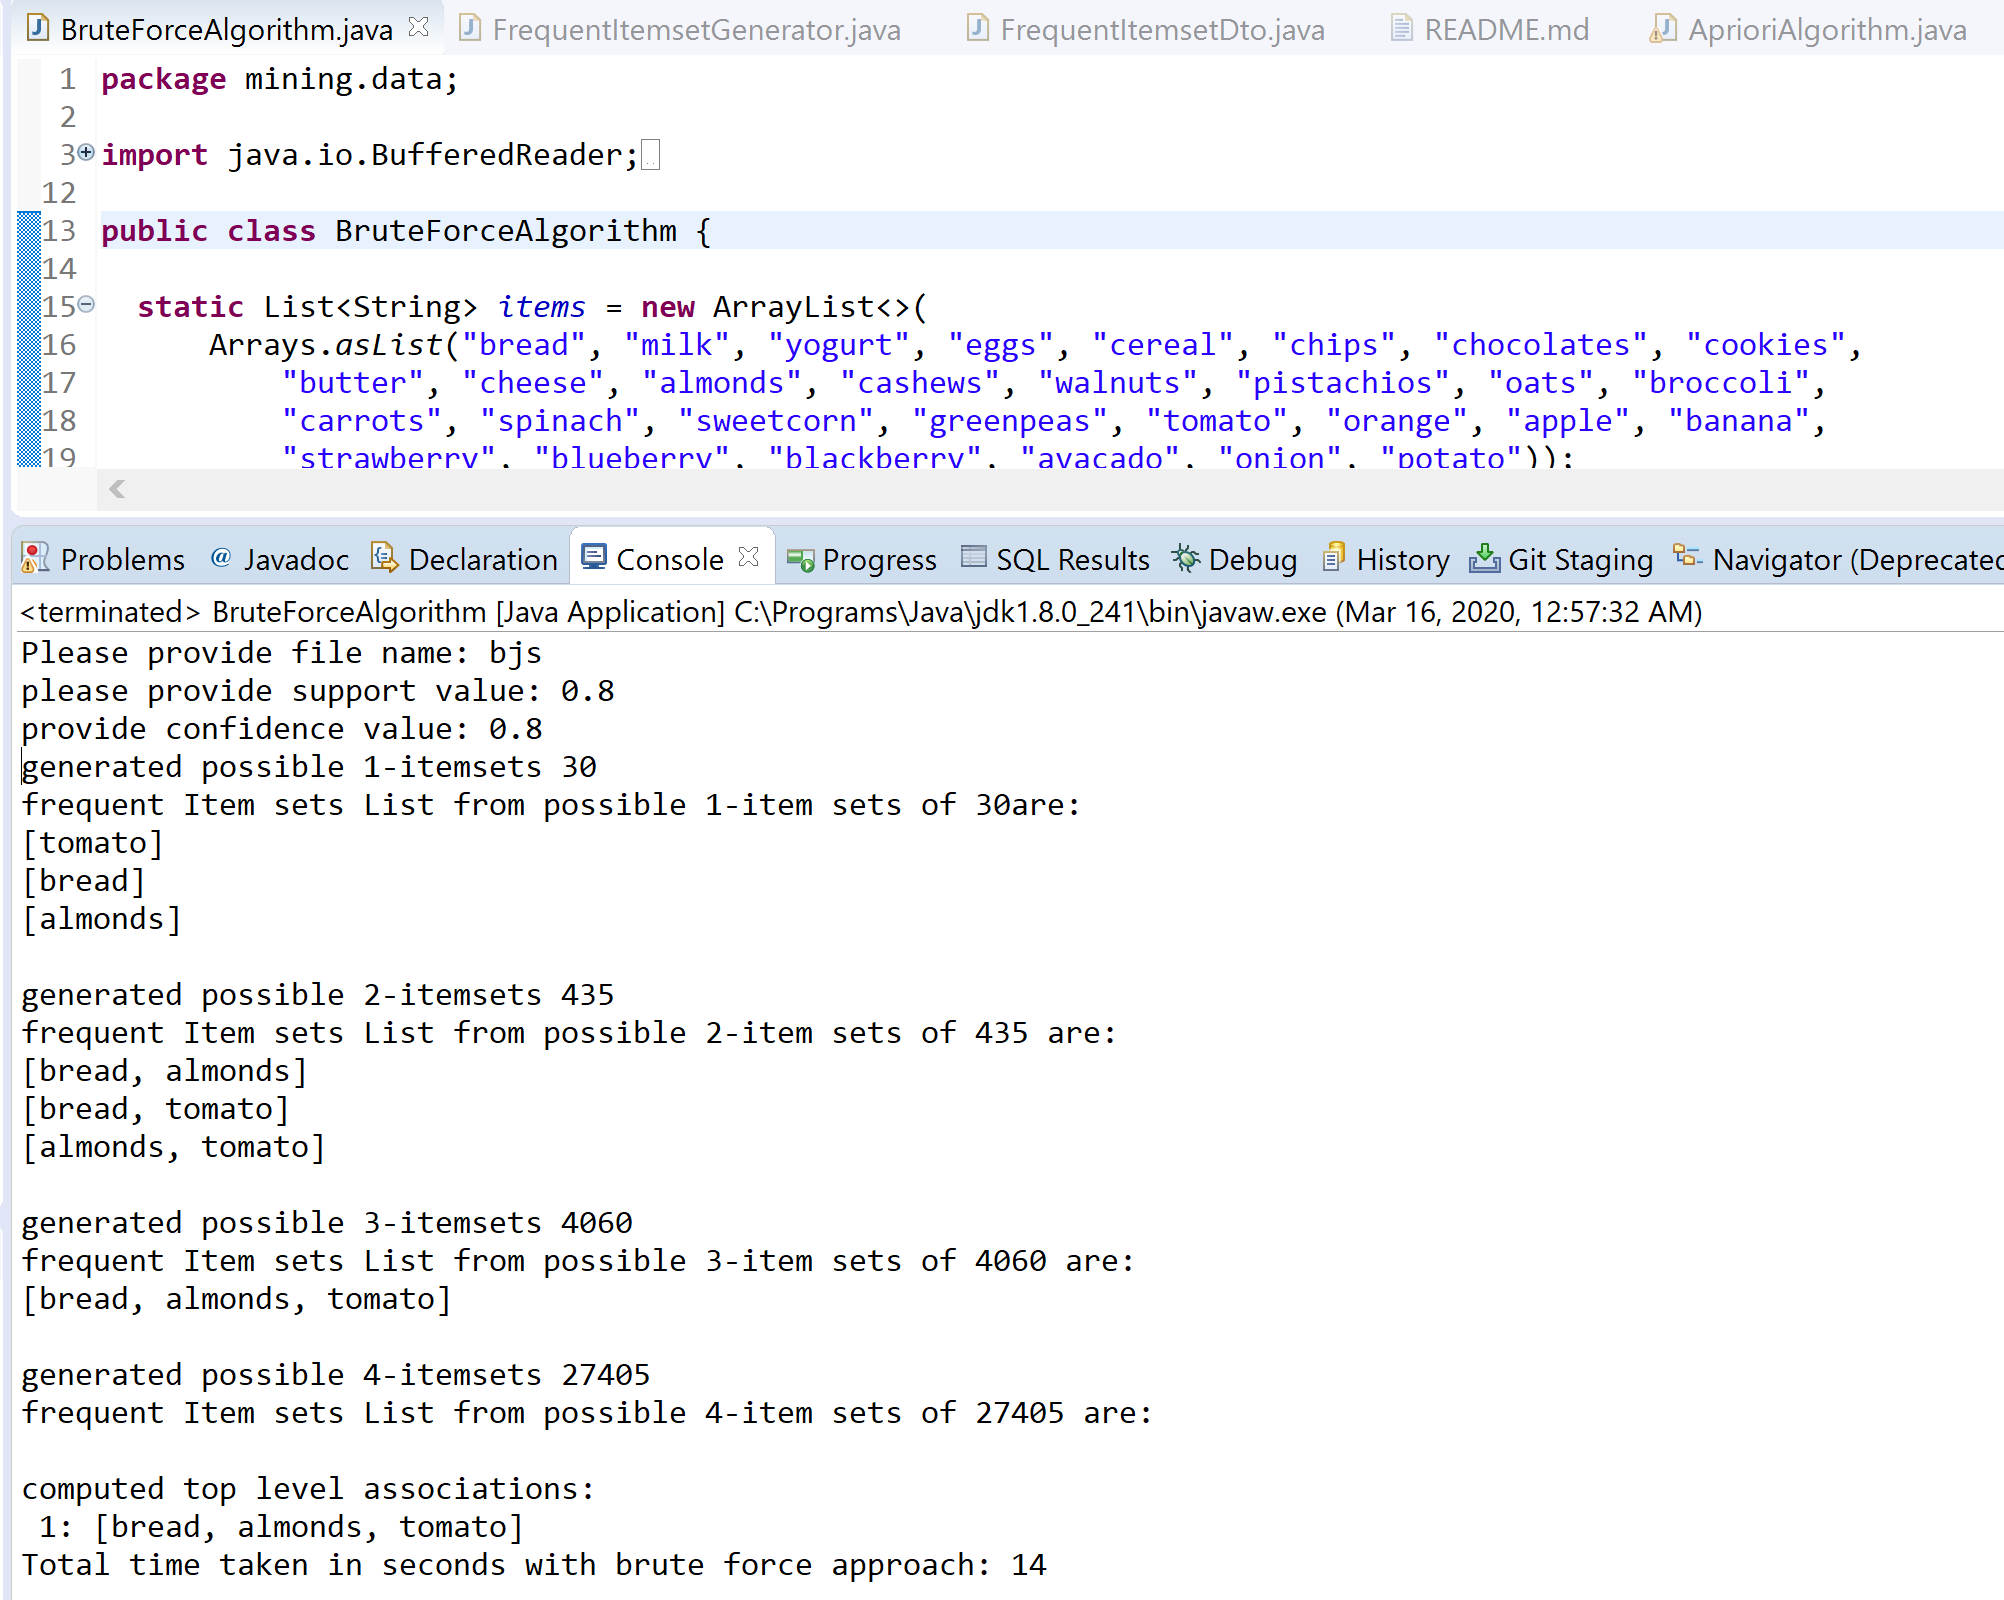 BruteForceAlgorithm.java FrequentItemsetGenerator.java FrequentItemsetDto.java README.md AprioriAlgorithm.java
1 package mining.data;
2
3 import java.io.BufferedReader;
12
13 public class BruteForceAlgorithm {
14
15 static List<String> items = new ArrayList<>(
16 Arrays.asList("bread", "milk", "yogurt", "eggs", "cereal", "chips", "chocolates", "cookies",
17 "butter", "cheese", "almonds", "cashews", "walnuts", "pistachios", "oats", "broccoli",
18 "carrots", "spinach", "sweetcorn", "greenpeas", "tomato", "orange", "apple", "banana",
19 "strawberry", "blueberry", "blackberry", "avacado", "onion", "potato"));
Problems @ Javadoc Declaration Console Progress SQL Results Debug History Git Staging Navigator (Deprecated
<terminated> BruteForceAlgorithm [Java Application] C:\Programs\Java\jdk1.8.0_241\bin\javaw.exe (Mar 16, 2020, 12:57:32 AM)
Please provide file name: bjs
please provide support value: 0.8
provide confidence value: 0.8
generated possible 1-itemsets 30
frequent Item sets List from possible 1-item sets of 30are:
[tomato]
[bread]
[almonds]
generated possible 2-itemsets 435
frequent Item sets List from possible 2-item sets of 435 are:
[bread, almonds]
[bread, tomato]
[almonds, tomato]
generated possible 3-itemsets 4060
frequent Item sets List from possible 3-item sets of 4060 are:
[bread, almonds, tomato]
generated possible 4-itemsets 27405
frequent Item sets List from possible 4-item sets of 27405 are:
computed top level associations:
1: [bread, almonds, tomato]
Total time taken in seconds with brute force approach: 14